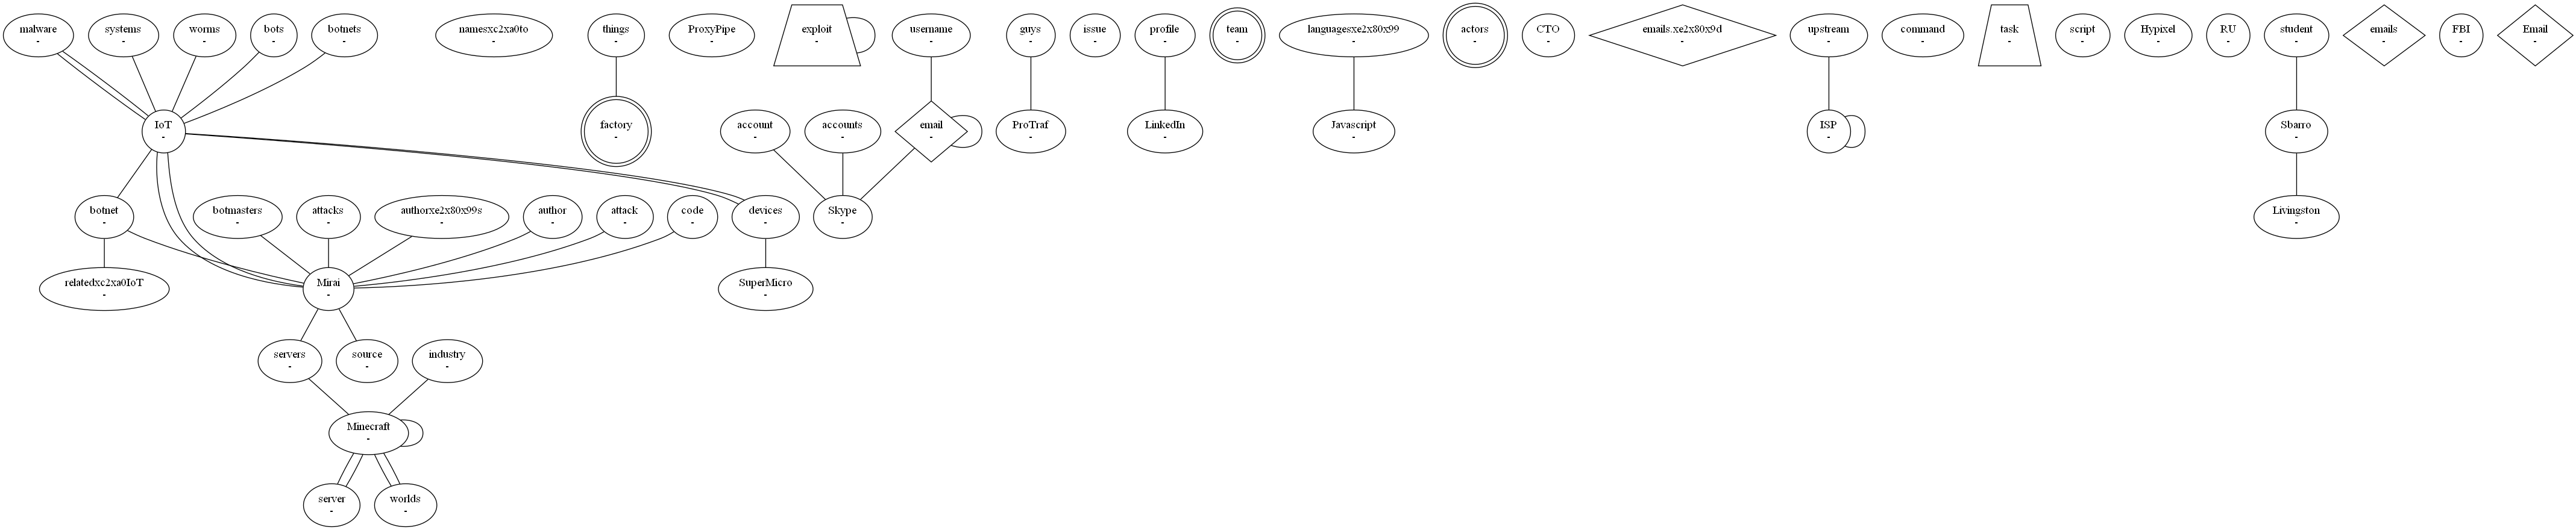 malware
-
systems
-
worms
-
bots
-
botnets
-
namesxc2xa0to
-
things
-
ProxyPipe
-
exploit
-
username
-
guys
-
issue
-
profile
-
team
-
languagesxe2x80x99
-
actors
-
CTO
-
emails.xe2x80x9d
-
upstream
-
command
-
task
-
script
-
Hypixel
-
RU
-
student
-
emails
-
FBI
-
Email
-
IoT
-
factory
-
account
-
accounts
-
email
-
ProTraf
-
LinkedIn
-
Javascript
-
ISP
-
Sbarro
-
botnet
-
botmasters
-
attacks
-
authorxe2x80x99s
-
author
-
attack
-
code
-
devices
-
Skype
-
Livingston
-
relatedxc2xa0IoT
-
Mirai
-
SuperMicro
-
servers
-
source
-
industry
-
Minecraft
-
server
-
worlds
-